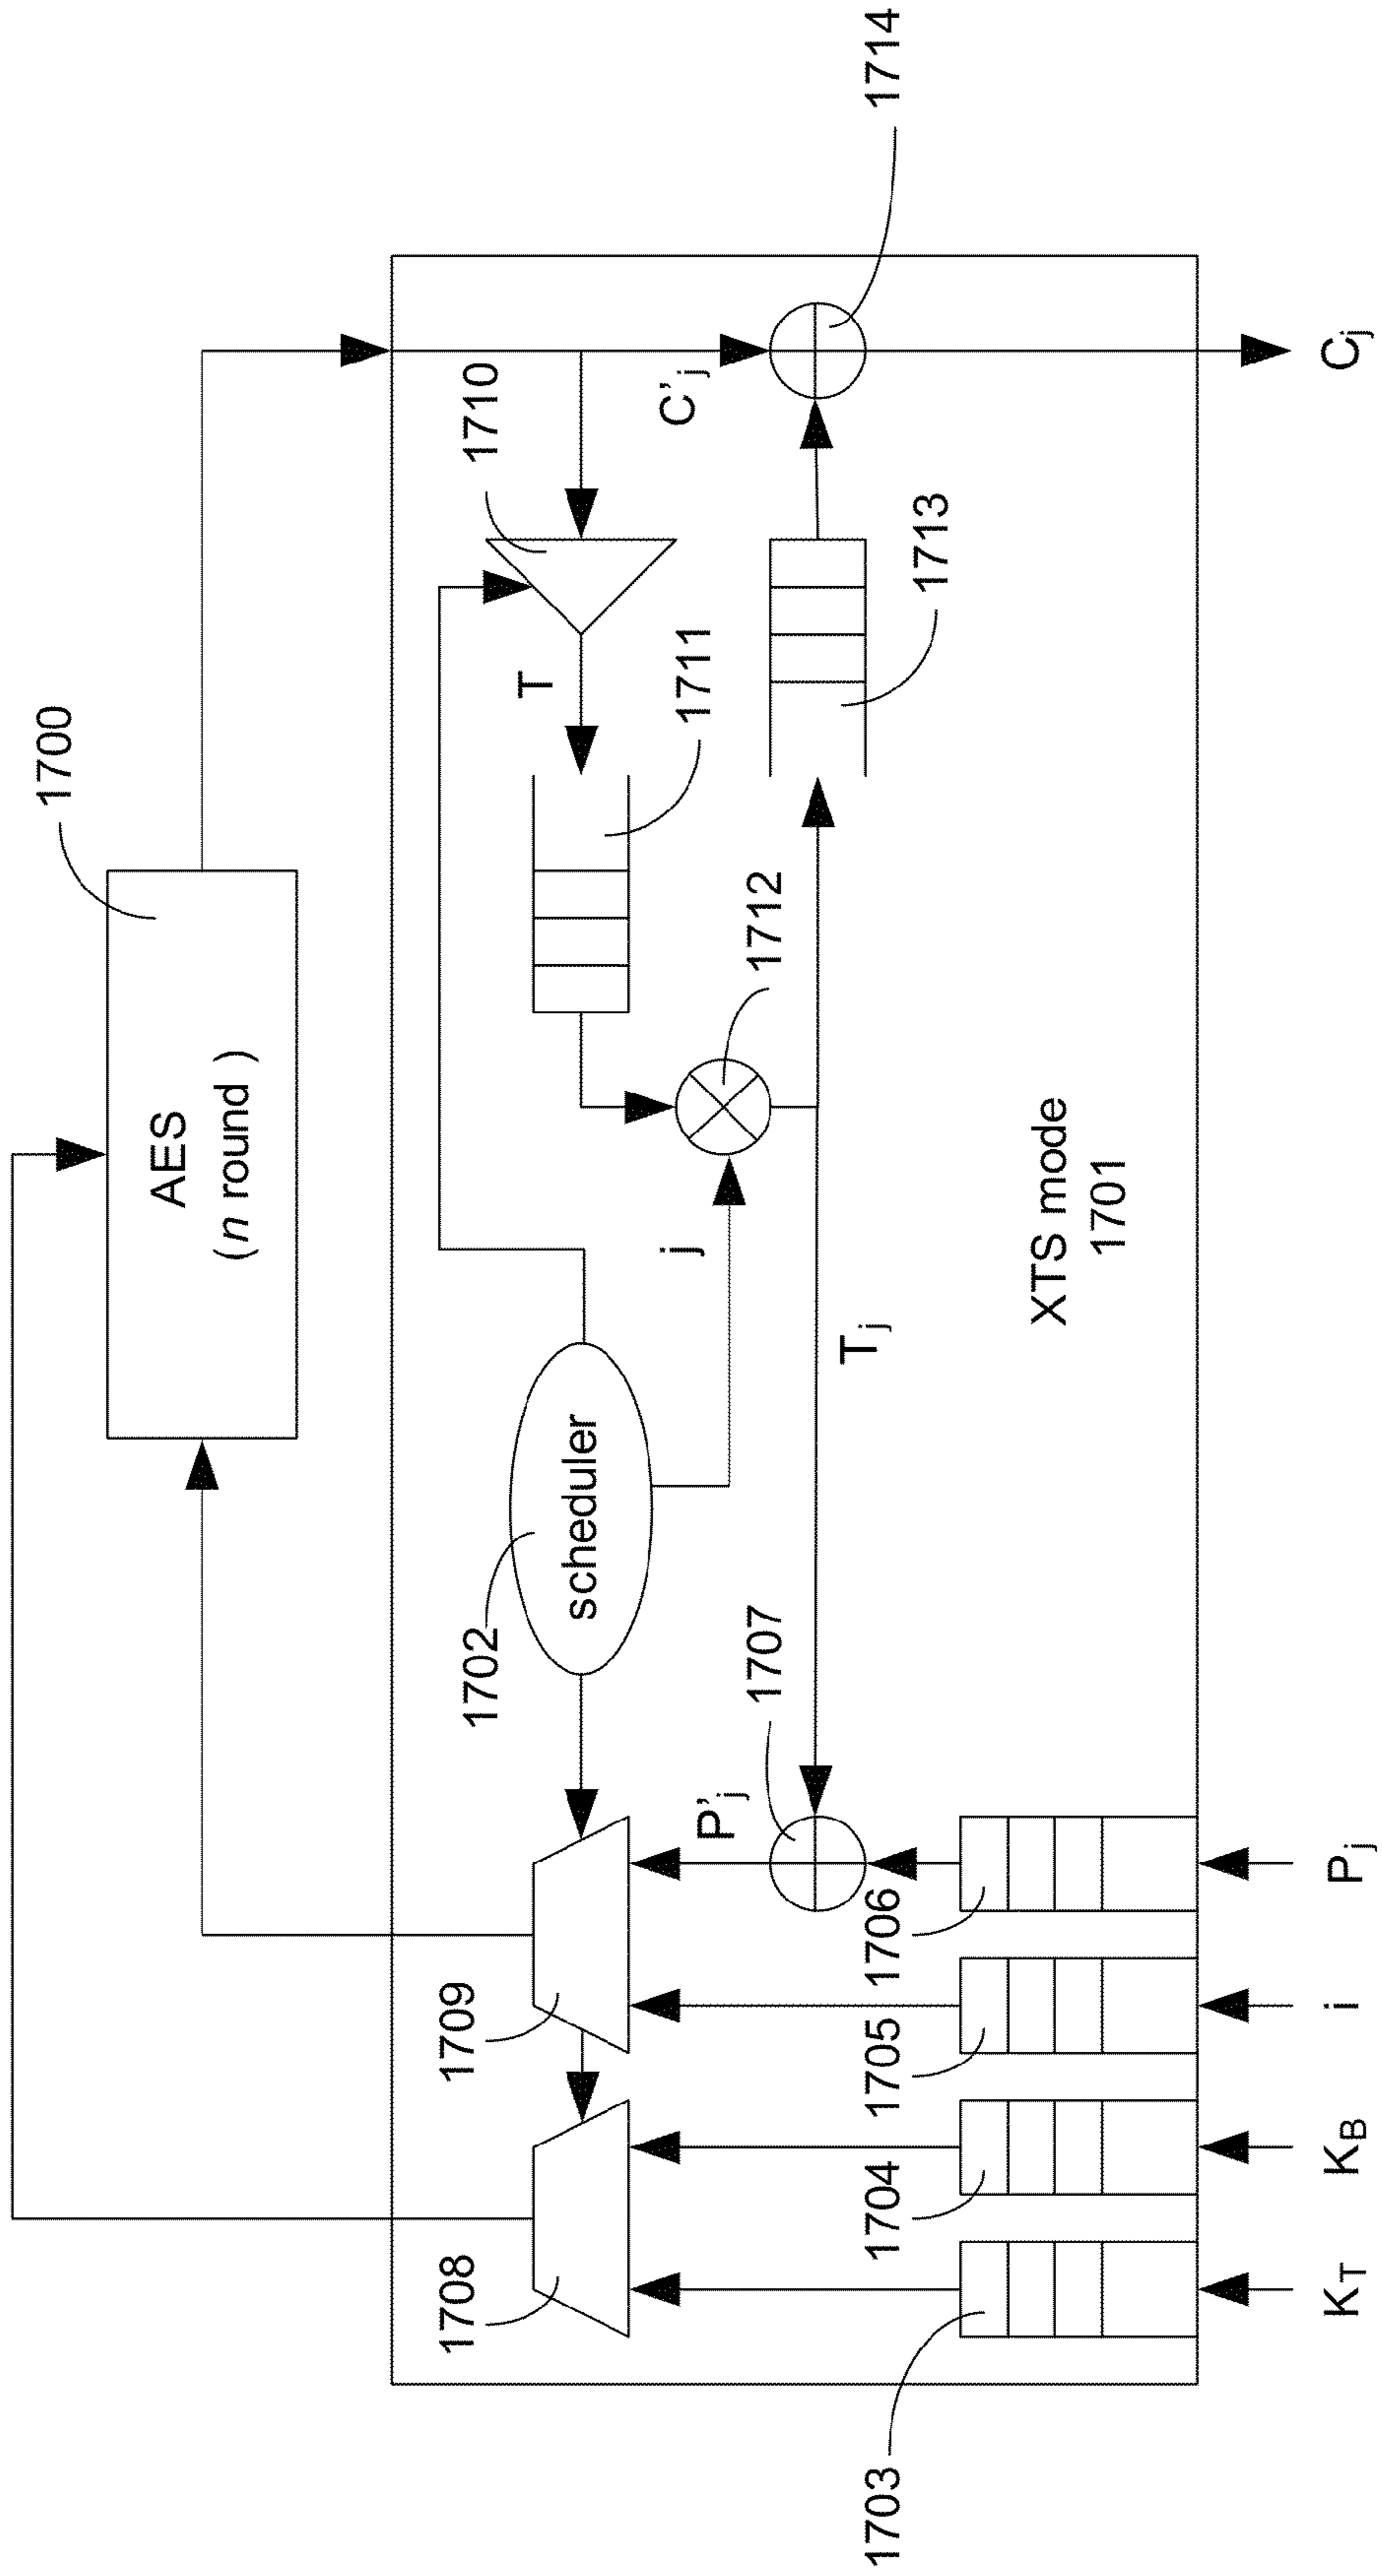 1700
AES
(n round )
1714
1710
T
C'j
1711
1713
1712
j
scheduler
1702
Tj
XTS mode
1701
1707
P'j
1709
1708
1706
1705
1704
1703
KT
KB
i
Pj
Cj